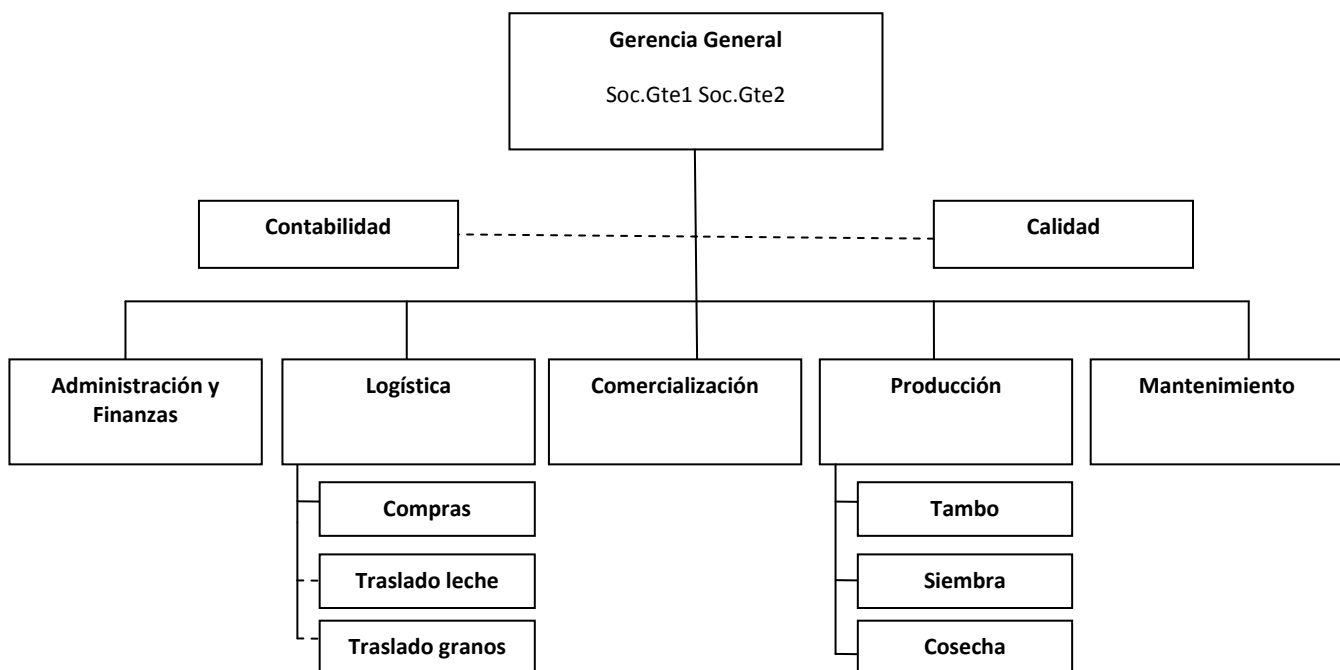 Gerencia General
Soc.Gte1 Soc.Gte2
Contabilidad
Calidad
Administración y
Finanzas
Logística
Comercialización
Producción
Mantenimiento
Compras
Traslado leche
Traslado granos
Tambo
Siembra
Cosecha